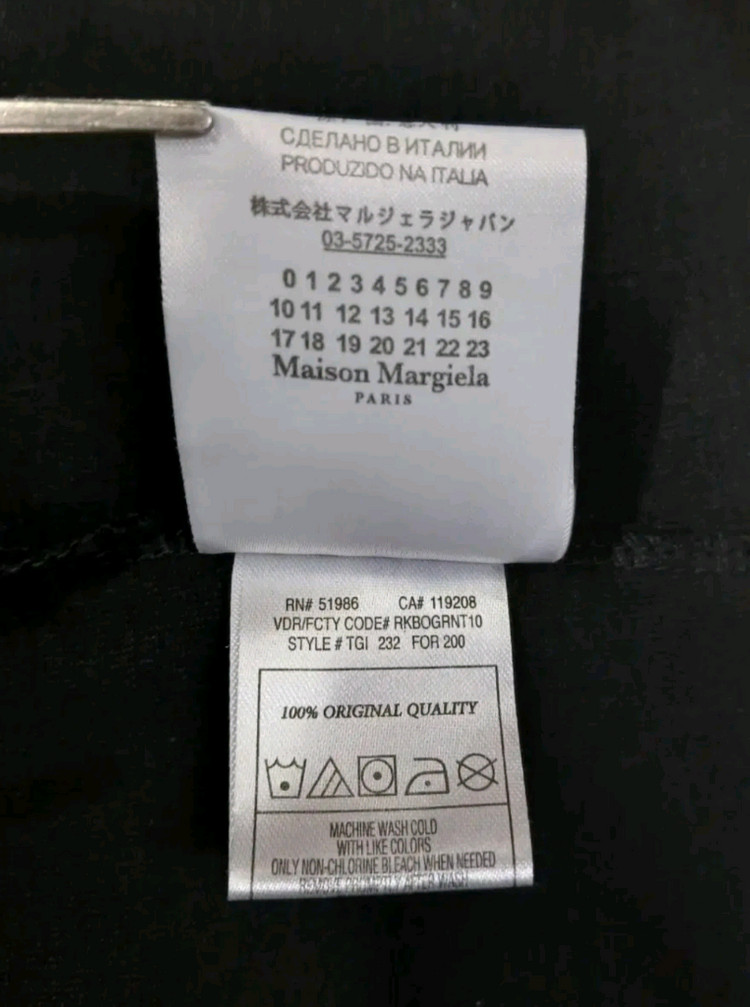 СДЕЛАНО В ИТАЛИИ
PRODUZIDO NA ITALIA
株式会社マルジェラジャパン
03-5725-2333
0 1 2 3 4 5 6 7 8 9
10 11 12 13 14 15 16
17 18 19 20 21 22 23
Maison Margiela
PARIS
RN# 51986 CA# 119208
VDR/FCTY CODE# RKBOGRNT10
STYLE # TGI 232 FOR 200
100% ORIGINAL QUALITY
MACHINE WASH COLD
WITH LIKE COLORS
ONLY NON-CHLORINE BLEACH WHEN NEEDED
REMOVE PROMPTLY AFTER WASH